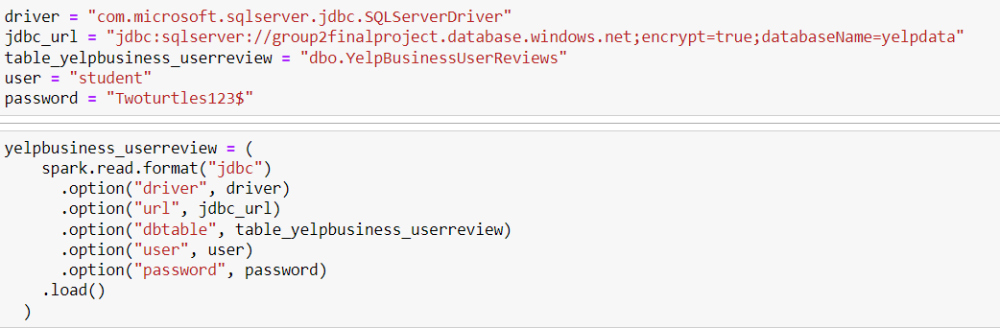 driver = "com.microsoft.sqlserver.jdbc.SQLServerDriver"
jdbc_url = "jdbc:sqlserver://group2finalproject.database.windows.net;encrypt=true;databaseName=yelpdata"
table_yelpbusiness_userreview = "dbo.YelpBusinessUserReviews"
user = "student"
password = "Twoturtles123$"
yelpbusiness_userreview = (
    spark.read.format("jdbc")
      .option("driver", driver)
      .option("url", jdbc_url)
      .option("dbtable", table_yelpbusiness_userreview)
      .option("user", user)
      .option("password", password)
    .load()
  )